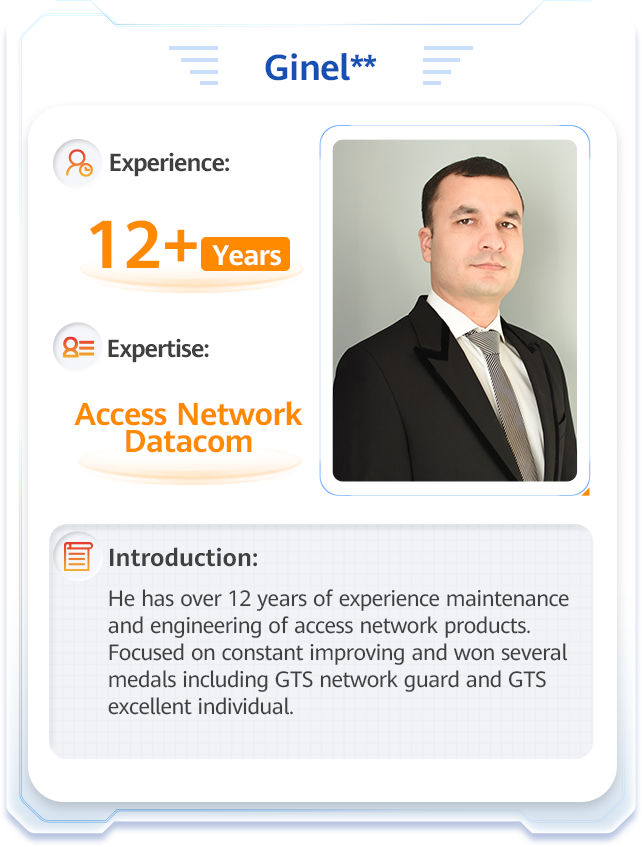 Ginel**
Experience:
12+ Years
Expertise:
Access Network
Datacom
Introduction:
He has over 12 years of experience maintenance
and engineering of access network products.
Focused on constant improving and won several
medals including GTS network guard and GTS
excellent individual.